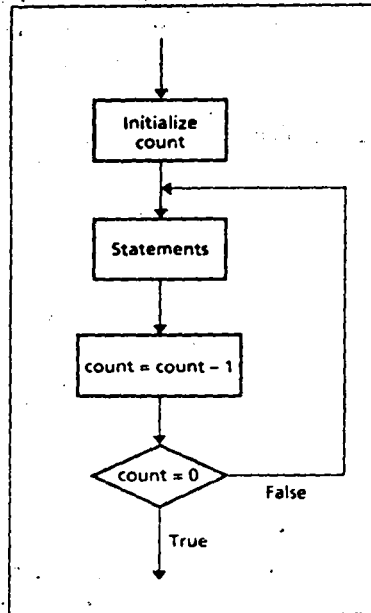 Initialize
count
Statements
count = count – 1
count = 0
False
True